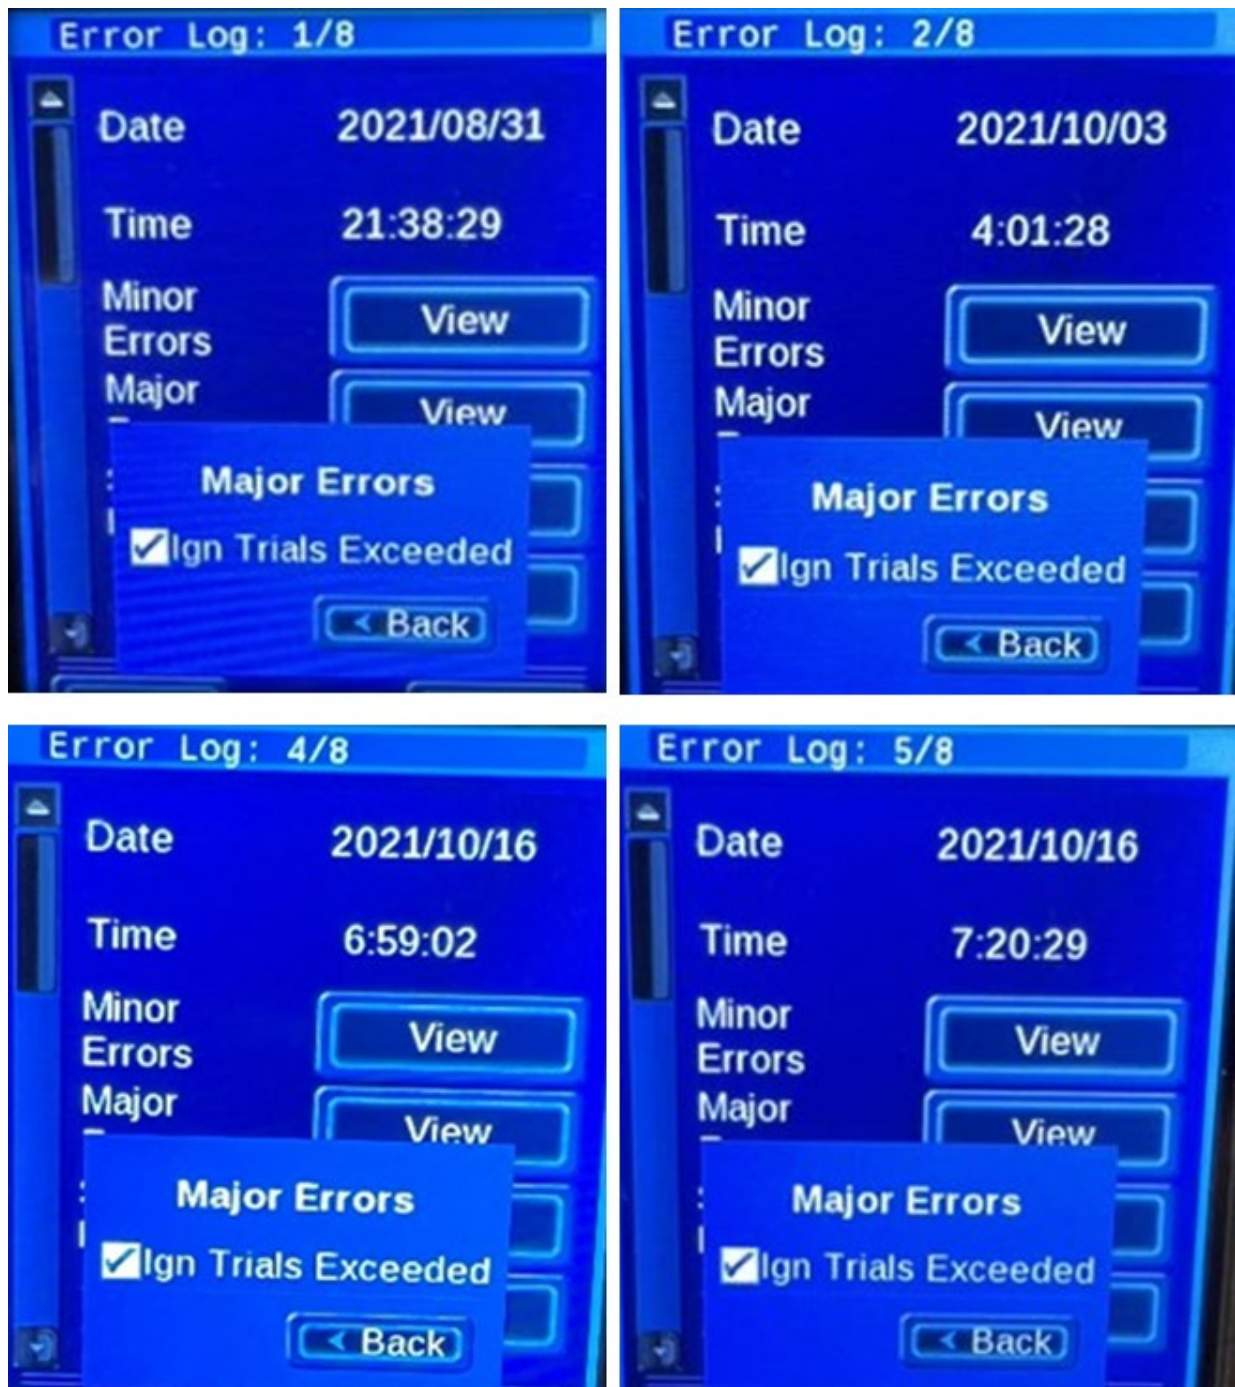 Error Log: 1/8
Date 2021/08/31
Time 21:38:29
Minor
Errors
View
Major
View
Major Errors
Ign Trials Exceeded
Back
Error Log: 2/8
Date 2021/10/03
Time 4:01:28
Minor
Errors
View
Major
View
Major Errors
Ign Trials Exceeded
Back
Error Log: 4/8
Date 2021/10/16
Time 6:59:02
Minor
Errors
View
Major
View
Major Errors
Ign Trials Exceeded
Back
Error Log: 5/8
Date 2021/10/16
Time 7:20:29
Minor
Errors
View
Major
View
Major Errors
Ign Trials Exceeded
Back